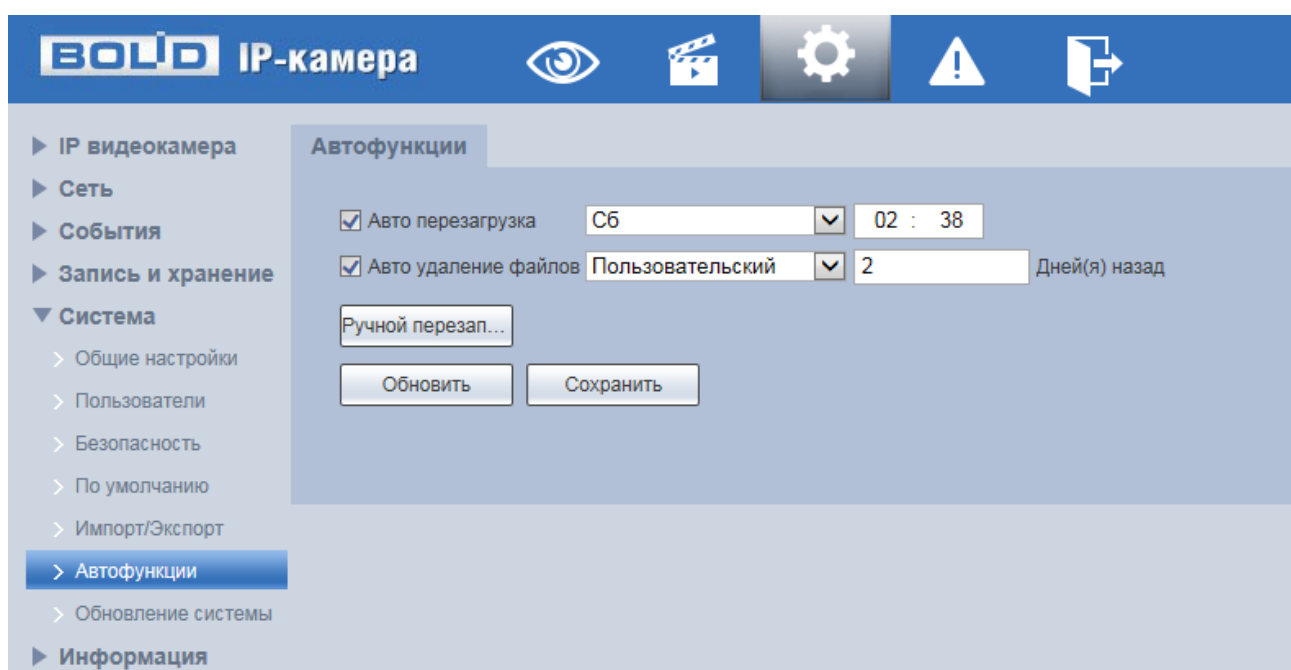 BOLID IP-камера
IP видеокамера
Сеть
События
Запись и хранение
Система
Общие настройки
Пользователи
Безопасность
По умолчанию
Импорт/Экспорт
Автофункции
Обновление системы
Информация
Автофункции
Авто перезагрузка Сб 02 : 38
Авто удаление файлов Пользовательский 2 Дней(я) назад
Ручной перезап...
Обновить Сохранить